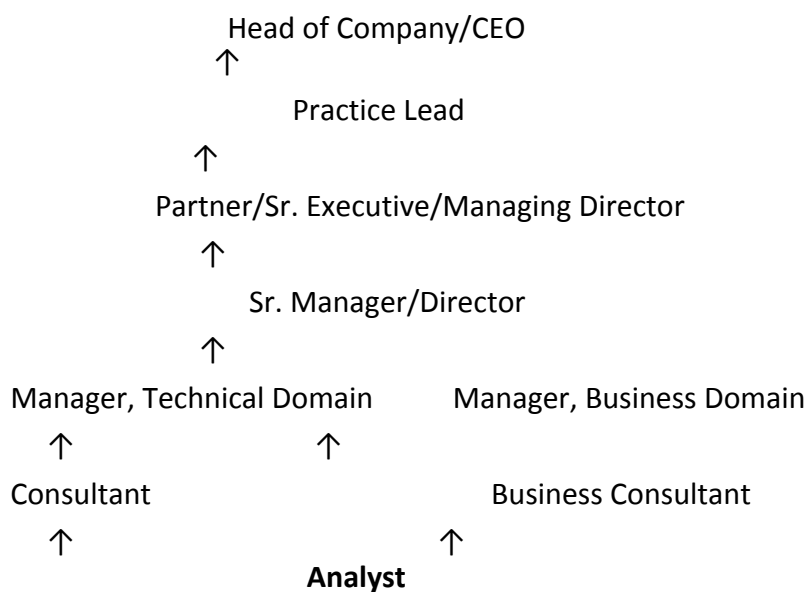 Head of Company/CEO
↑
Practice Lead
↑
Partner/Sr. Executive/Managing Director
↑
Sr. Manager/Director
↑
Manager, Technical Domain Manager, Business Domain
↑ ↑
Consultant Business Consultant
↑ ↑
Analyst